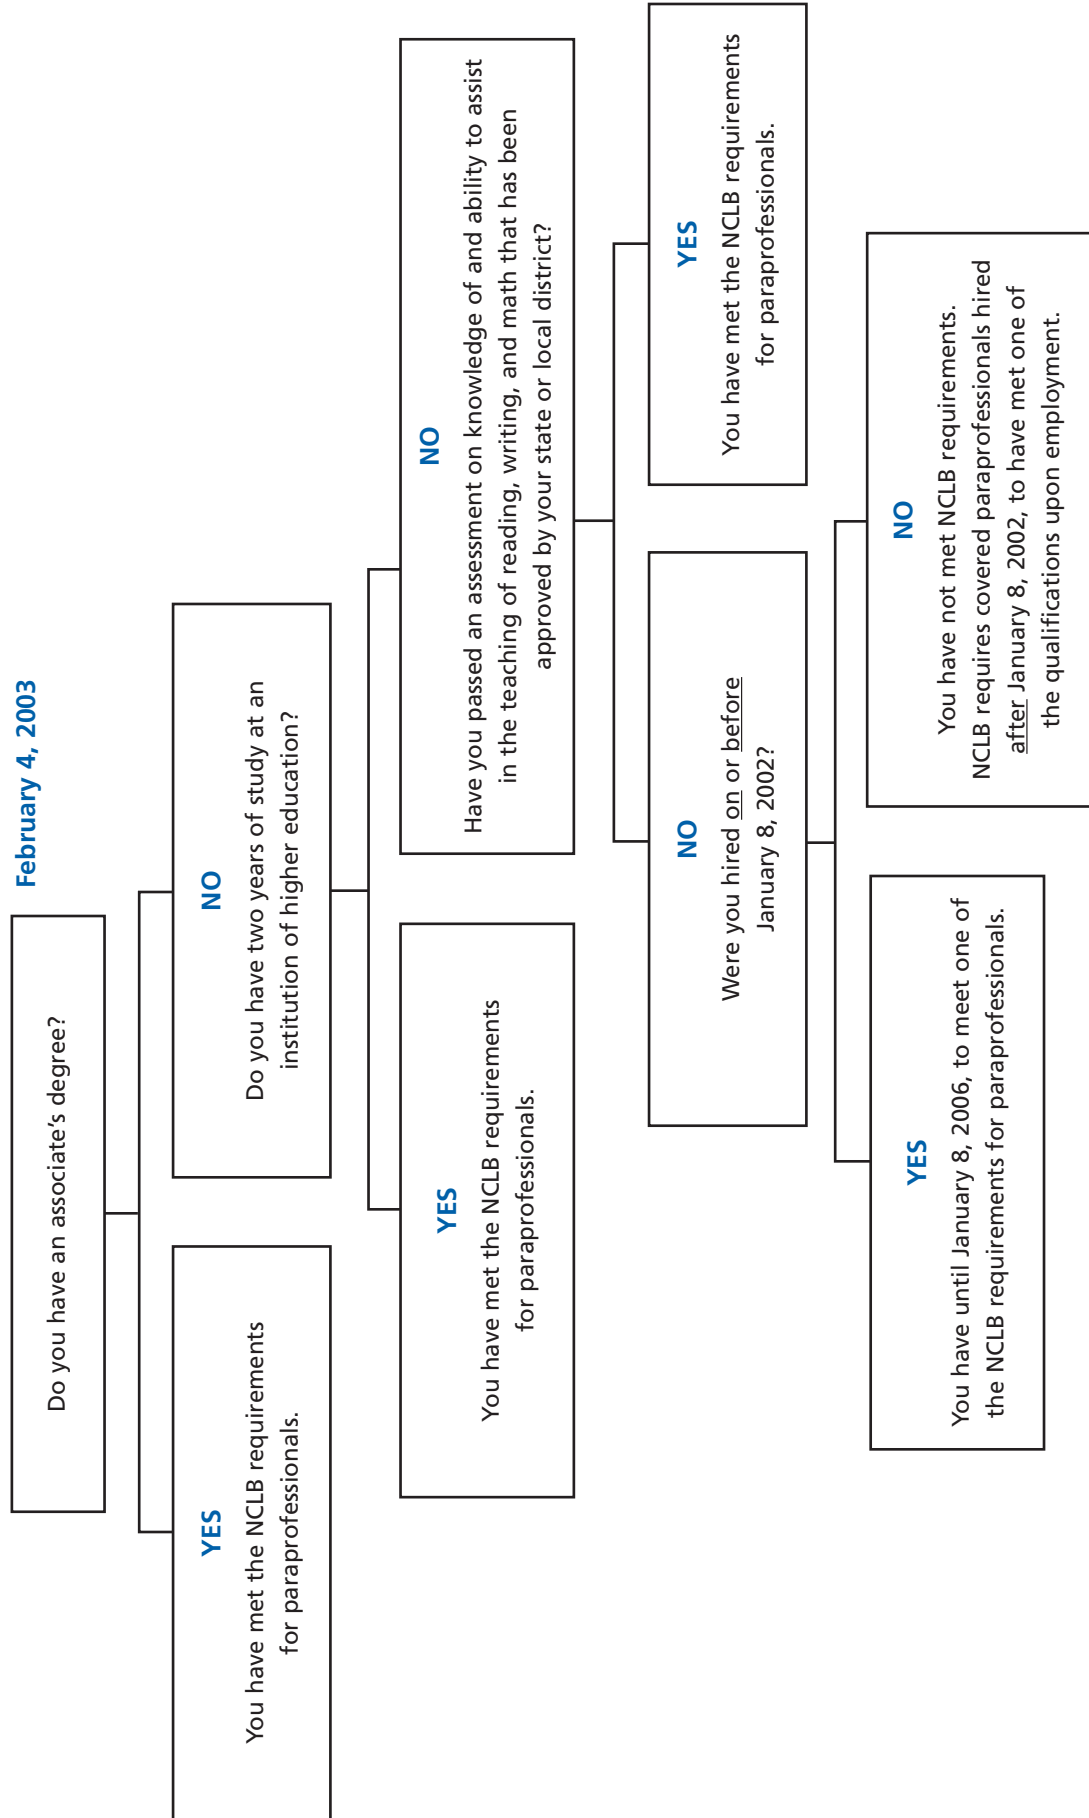 February 4, 2003
Do you have an associate's degree?
YES
You have met the NCLB requirements
for paraprofessionals.
NO
Do you have two years of study at an
institution of higher education?
YES
You have met the NCLB requirements
for paraprofessionals.
NO
Have you passed an assessment on knowledge of and ability to assist
in the teaching of reading, writing, and math that has been
approved by your state or local district?
NO
Were you hired on or before
January 8, 2002?
YES
You have met the NCLB requirements
for paraprofessionals.
YES
You have until January 8, 2006, to meet one of
the NCLB requirements for paraprofessionals.
NO
You have not met NCLB requirements.
NCLB requires covered paraprofessionals hired
after January 8, 2002, to have met one of
the qualifications upon employment.